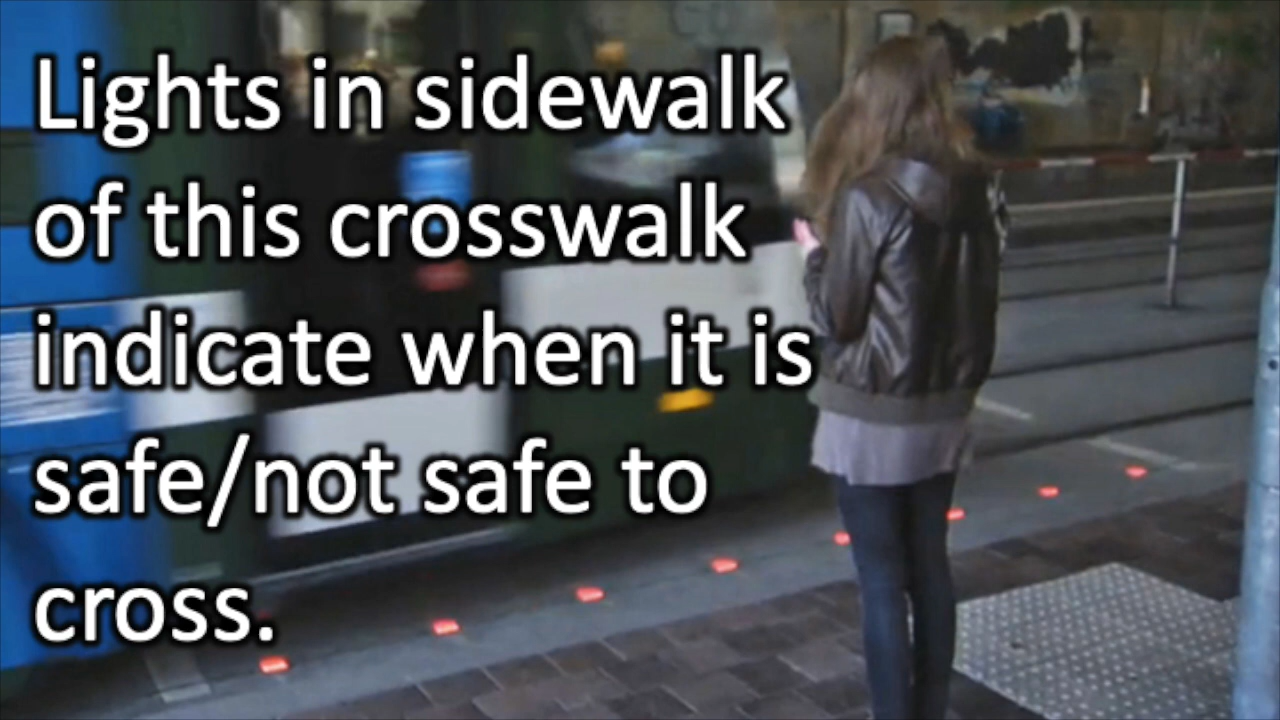 Lights in sidewalk
of this crosswalk
indicate when it is
safe/not safe to
cross.